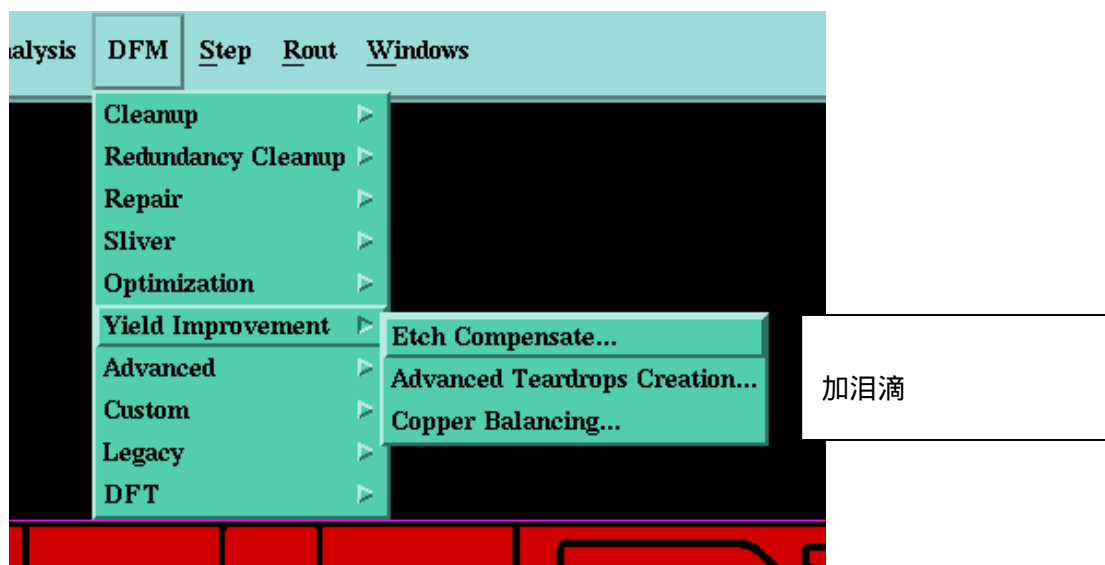 alysis DFM Step Rout Windows
Cleanup
Redundancy Cleanup
Repair
Sliver
Optimization
Yield Improvement
Etch Compensate...
Advanced Teardrops Creation...
Copper Balancing...
加泪滴
Advanced
Custom
Legacy
DFT